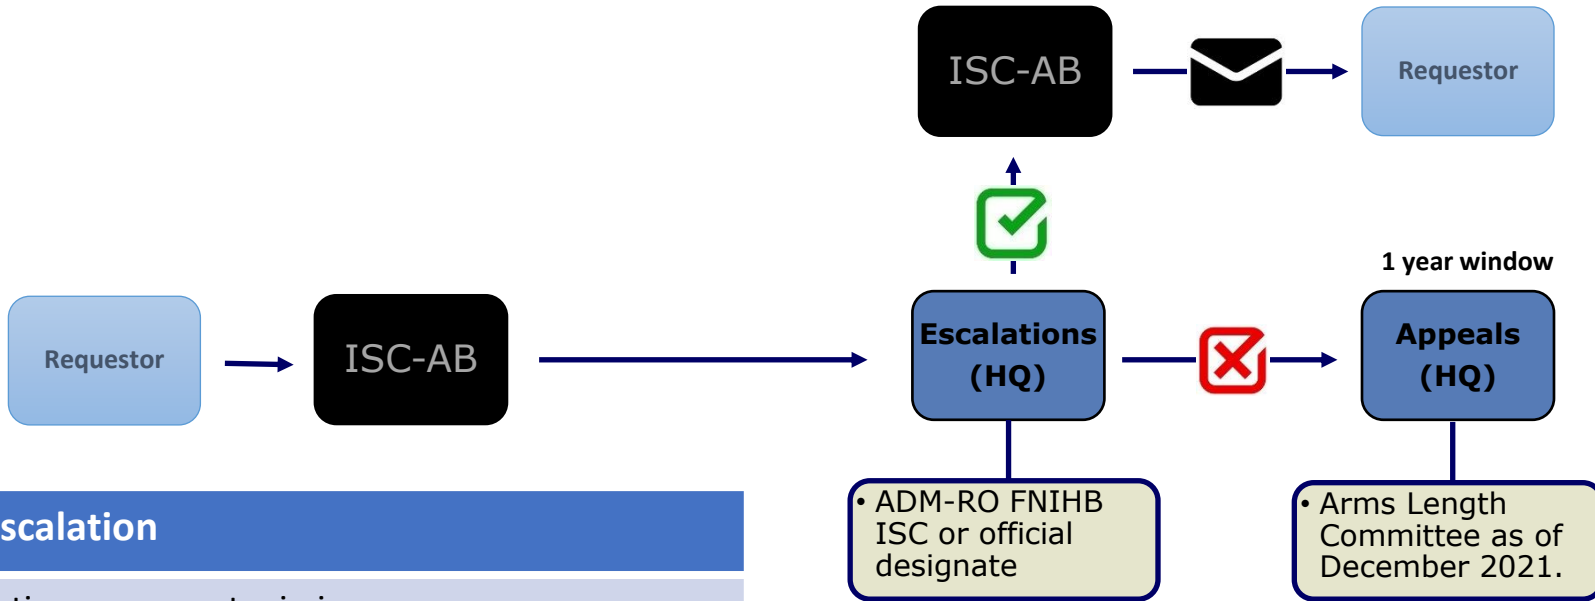 ISC-AB
Requestor
1 year window
Requestor
ISC-AB
Escalations
(HQ)
Appeals
(HQ)
• ADM-RO FNIHB
ISC or official
designate
• Arms Length
Committee as of
December 2021.
scalation